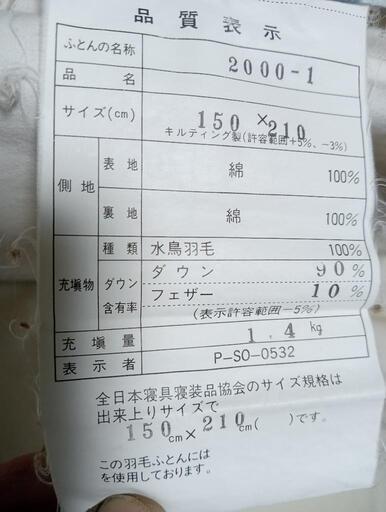 品質表示
ふとんの名称
品名 2000-1
サイズ(cm) 150×210
キルティング製(許容範囲+5%、-3%)
側地 表地 綿 100%
裏地 綿 100%
充填物 種類 水鳥羽毛 100%
ダウン含有率 ダウン 90%
フェザー 10%
(表示許容範囲-5%)
充填量 1.4kg
表示者 P-SO-0532
全日本寝具寝装品協会のサイズ規格は
出来上りサイズで
150cm×210cm( )です。
この羽毛ふとんには
を使用しております。